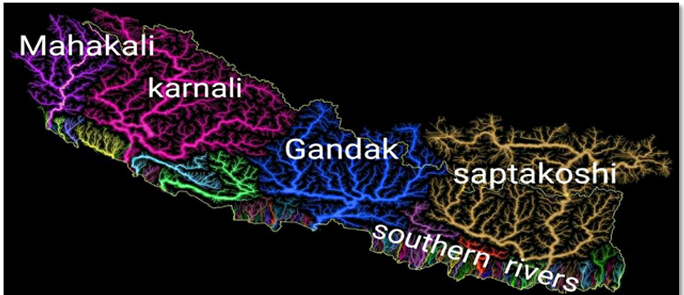 Mahakali
karnali
Gandak
saptakoshi
southern rivers